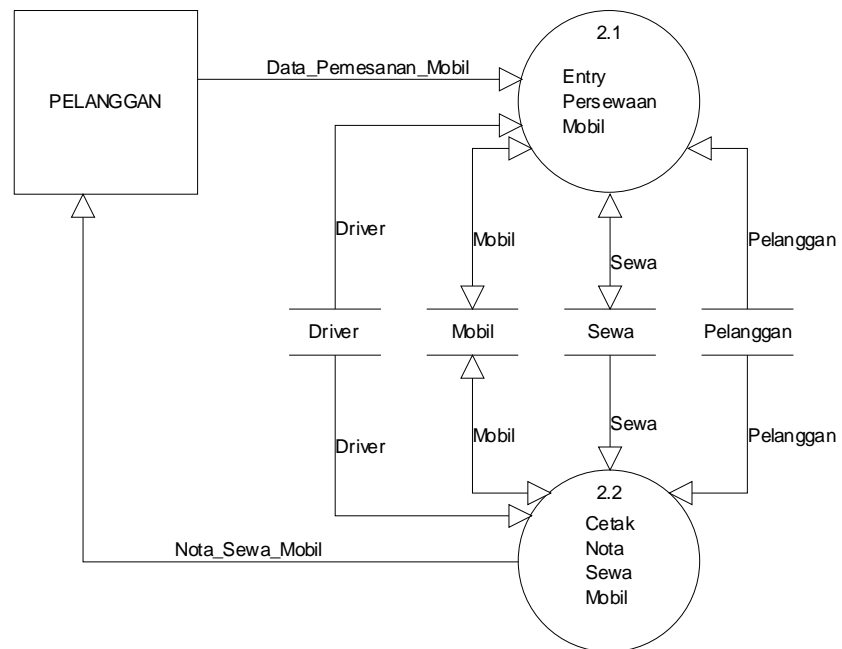 2.1
Data_Pemesanan_Mobil
Entry
Persewaan
Mobil
PELANGGAN
Driver
Mobil
Sewa
Pelanggan
Driver
Mobil
Sewa
Pelanggan
Driver
Mobil
Sewa
Pelanggan
2.2
Cetak
Nota
Sewa
Mobil
Nota_Sewa_Mobil